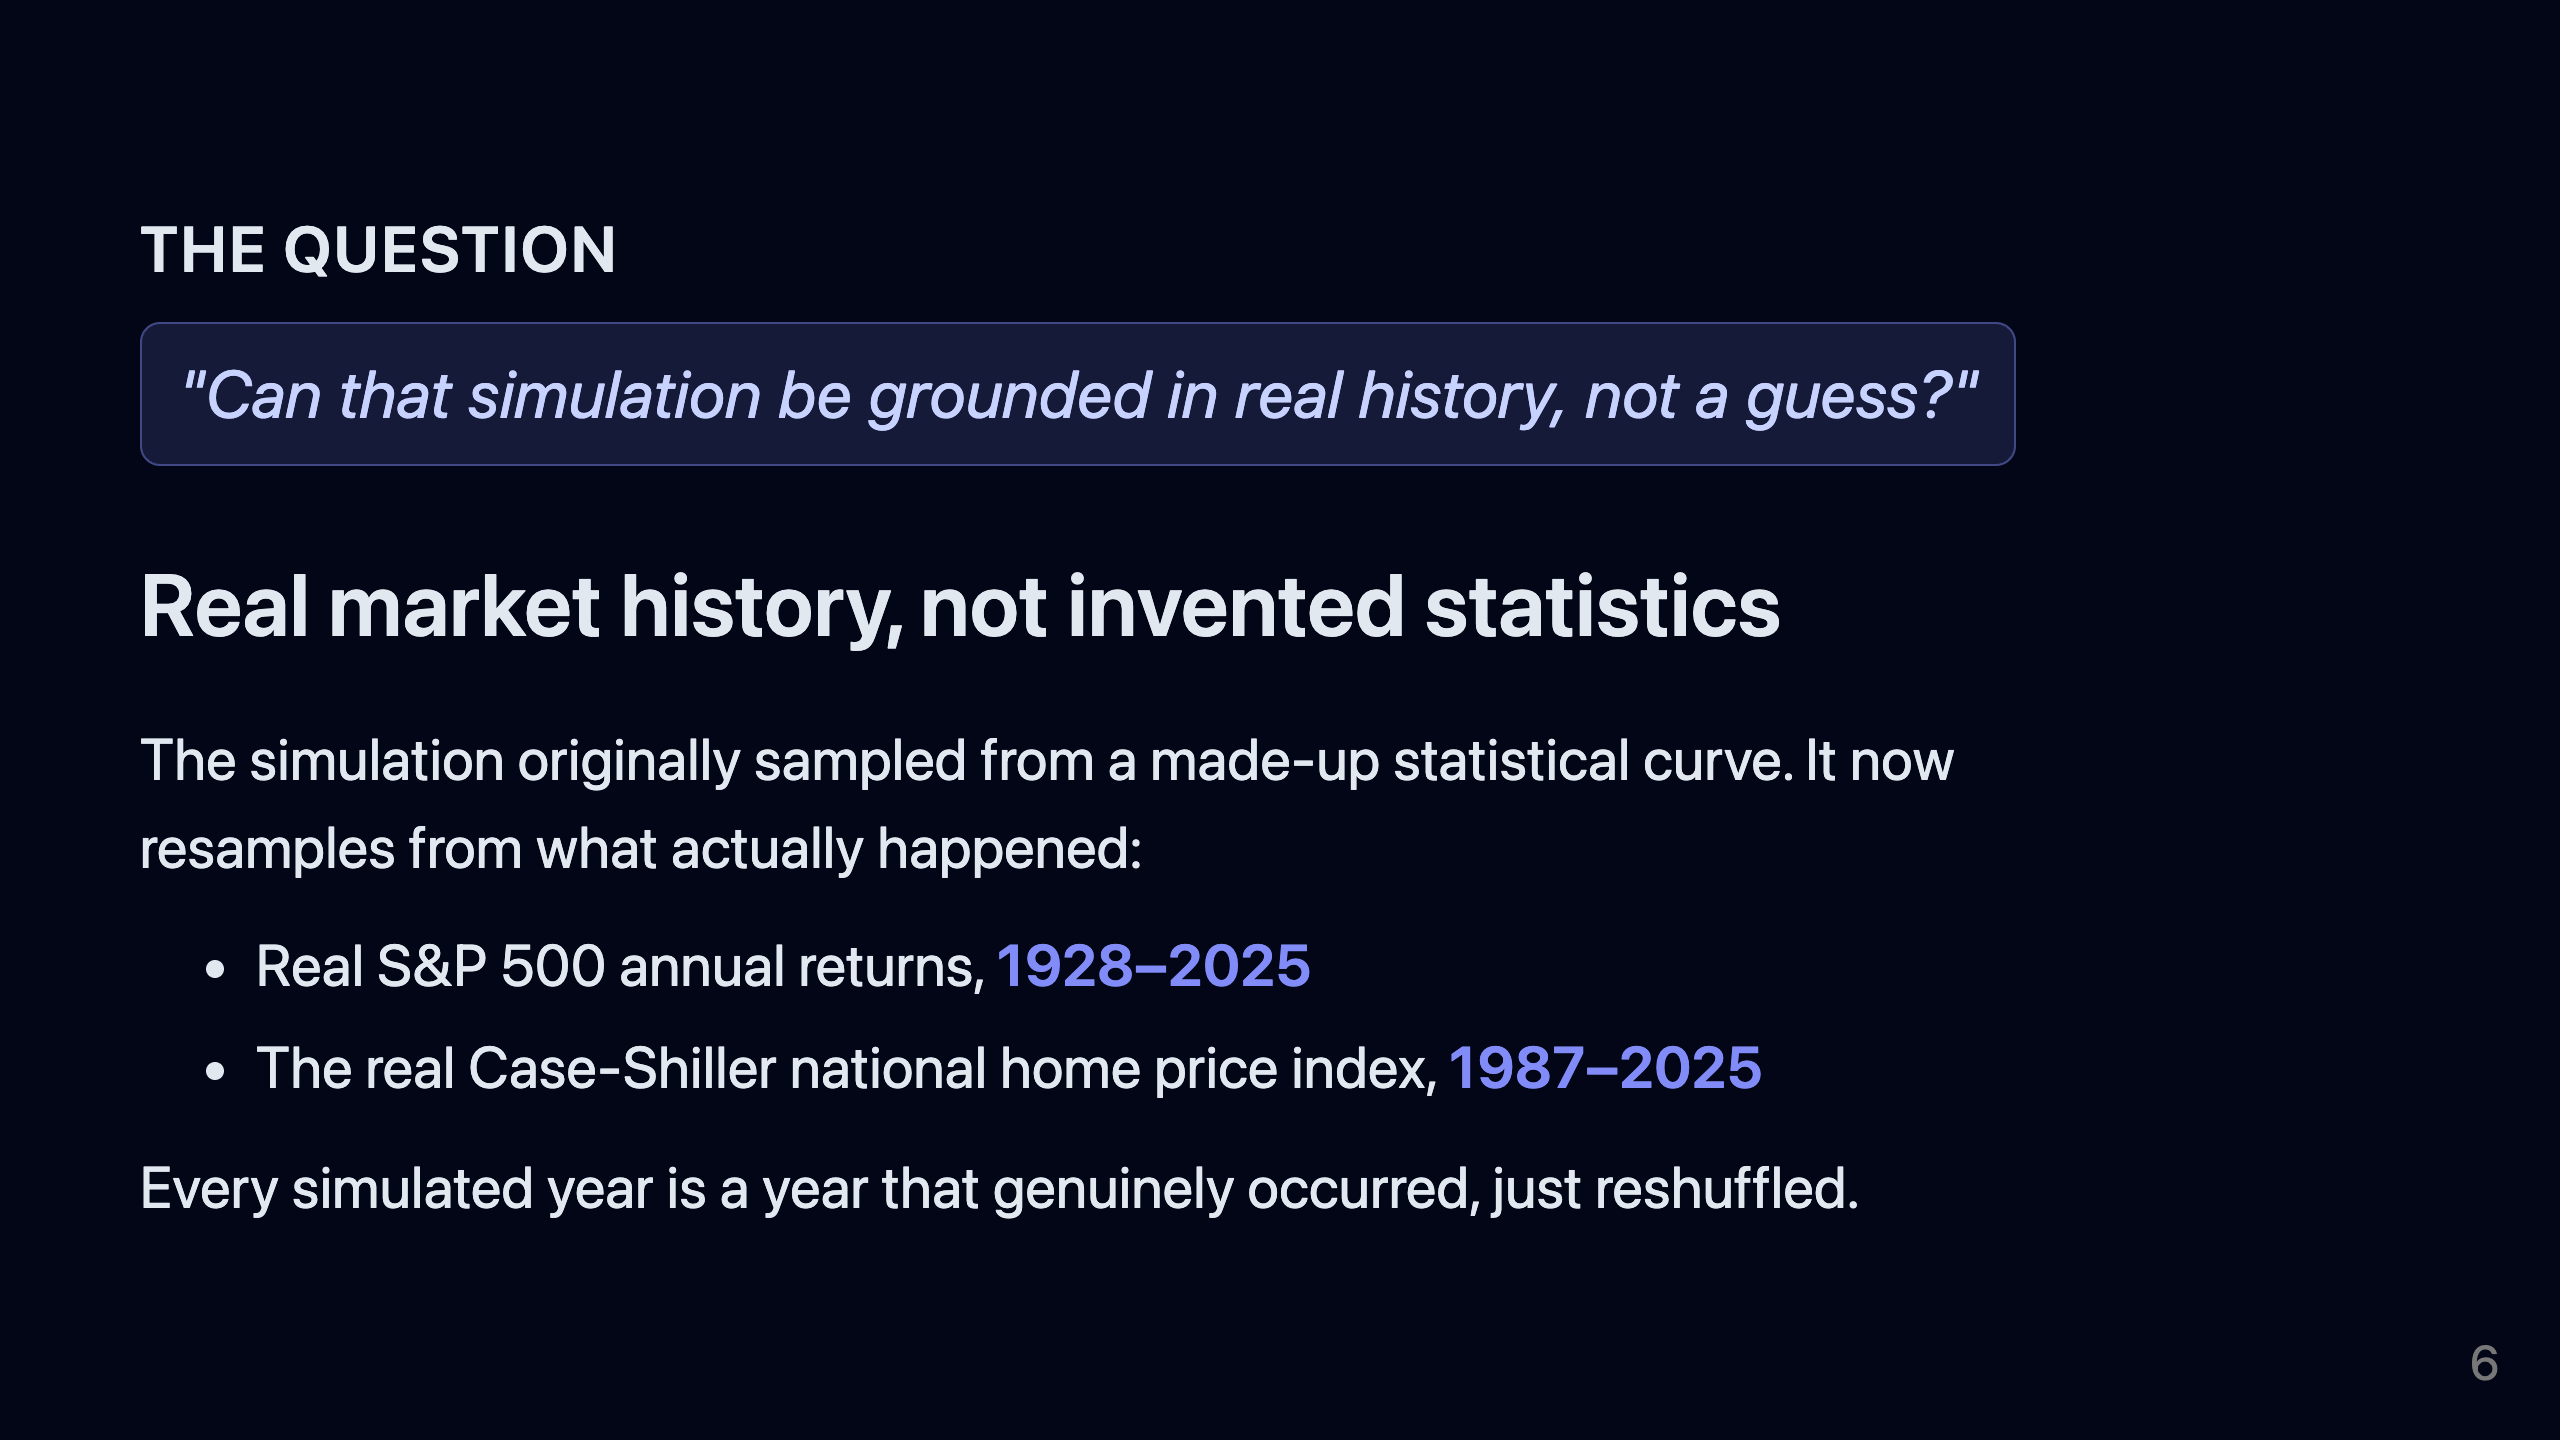 THE QUESTION
"Can that simulation be grounded in real history, not a guess?"
Real market history, not invented statistics
The simulation originally sampled from a made-up statistical curve. It now
resamples from what actually happened:
• Real S&P 500 annual returns, 1928–2025
• The real Case-Shiller national home price index, 1987–2025
Every simulated year is a year that genuinely occurred, just reshuffled.
6